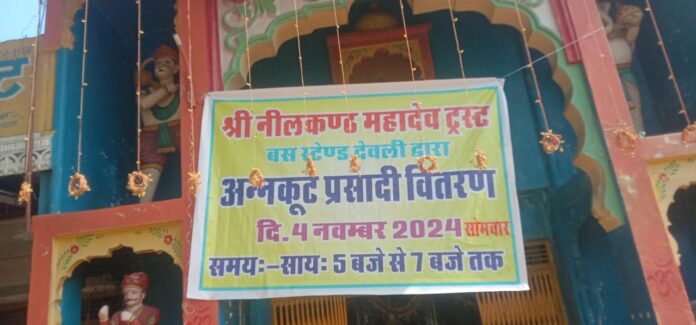 श्री नीलकण्ठ महादेव ट्रस्ट
बस स्टेण्ड देवली द्वारा
अन्नकूट प्रसादी वितरण
दि. 4 नवम्बर 2024 सोमवार
समयः-सायः 5 बजे से 7 बजे तक